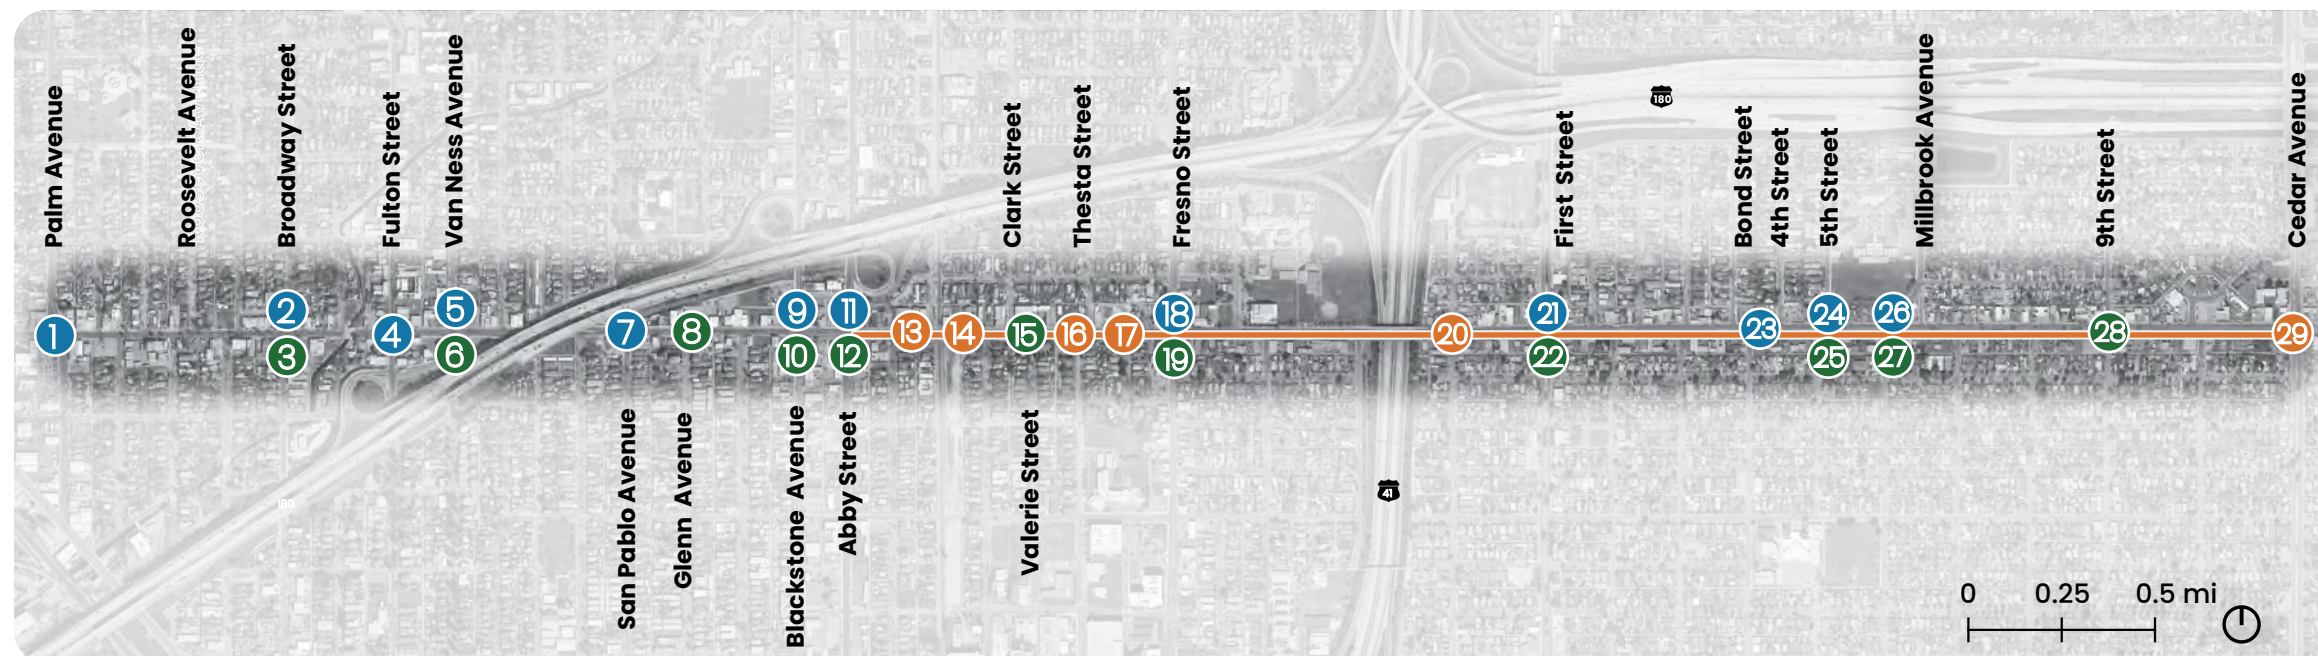 Palm Avenue
Roosevelt Avenue
Broadway Street
Fulton Street
Van Ness Avenue
Clark Street
Thesta Street
Fresno Street
First Street
Bond Street
4th Street
5th Street
Millbrook Avenue
9th Street
Cedar Avenue
180
41
180
1
2
3
4
5
6
7
8
9
10
11
12
13
14
15
16
17
18
19
20
21
22
23
24
25
26
27
28
29
San Pablo Avenue
Glenn Avenue
Blackstone Avenue
Abby Street
Valerie Street
0 0.25 0.5 mi